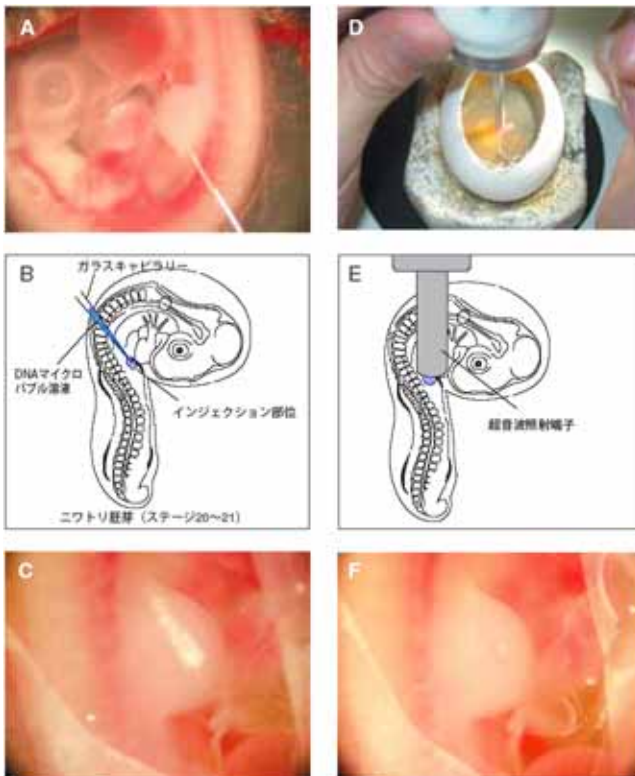 A
D
B
ガラスキャピラリー
DNAマイクロ
バブル溶液
インジェクション部位
ニワトリ胚芽（ステージ20〜21）
E
超音波照射端子
C
F